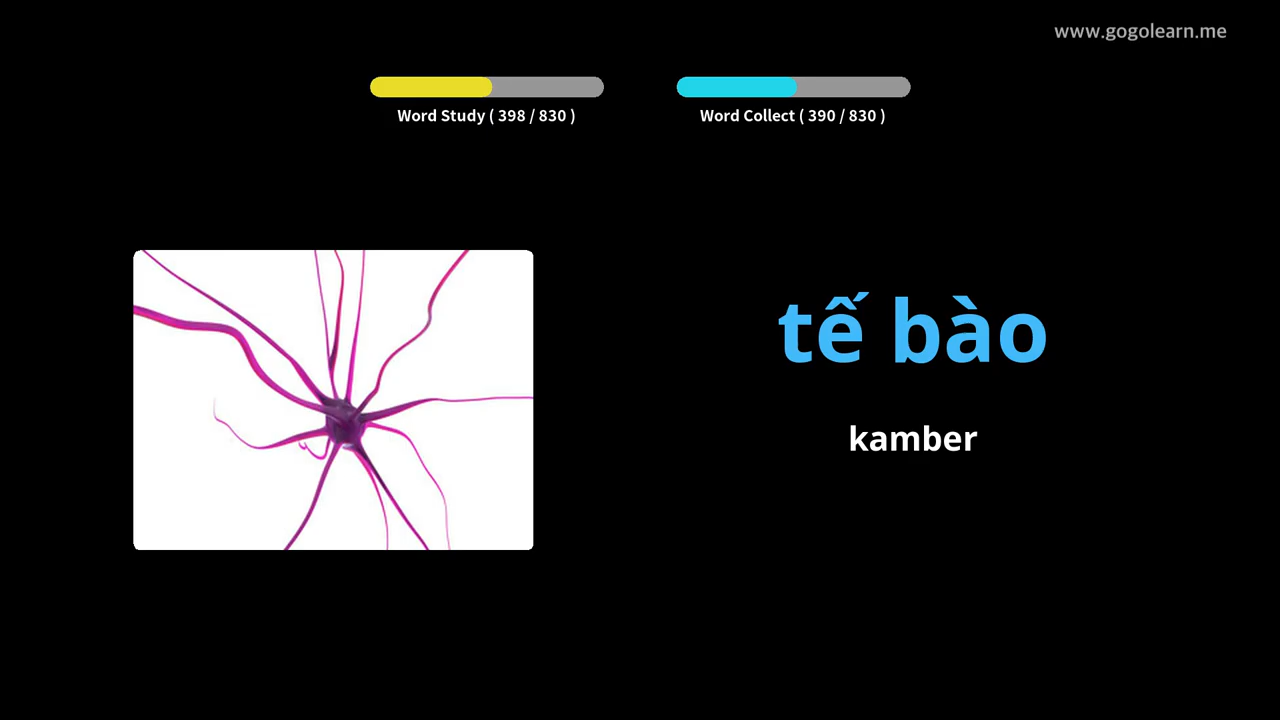 www.gogolearn.me
Word Study ( 398 / 830 )
Word Collect ( 390 / 830 )
tế bào
kamber